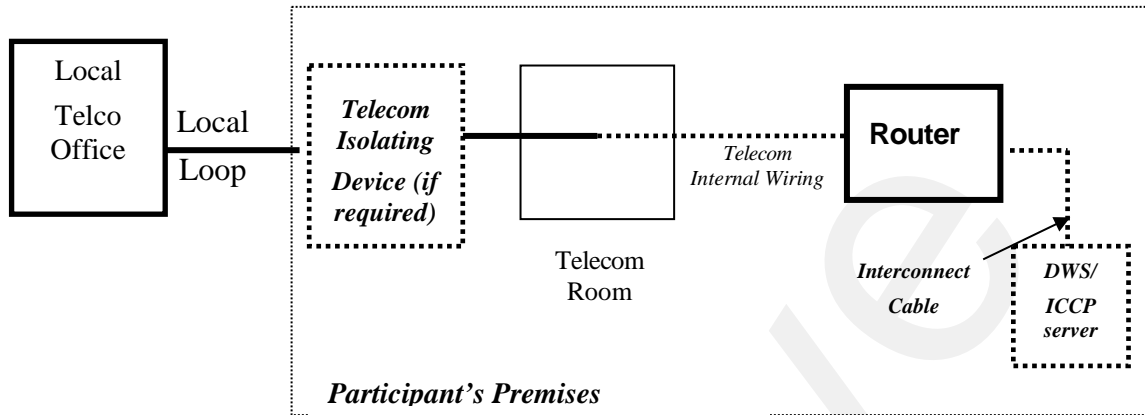 Local
Telco
Office
Local
Loop
Telecom
Isolating
Device (if
required)
Telecom
Room
Telecom
Internal Wiring
Router
Interconnect
Cable
DWS/
ICCP
server
Participant's Premises